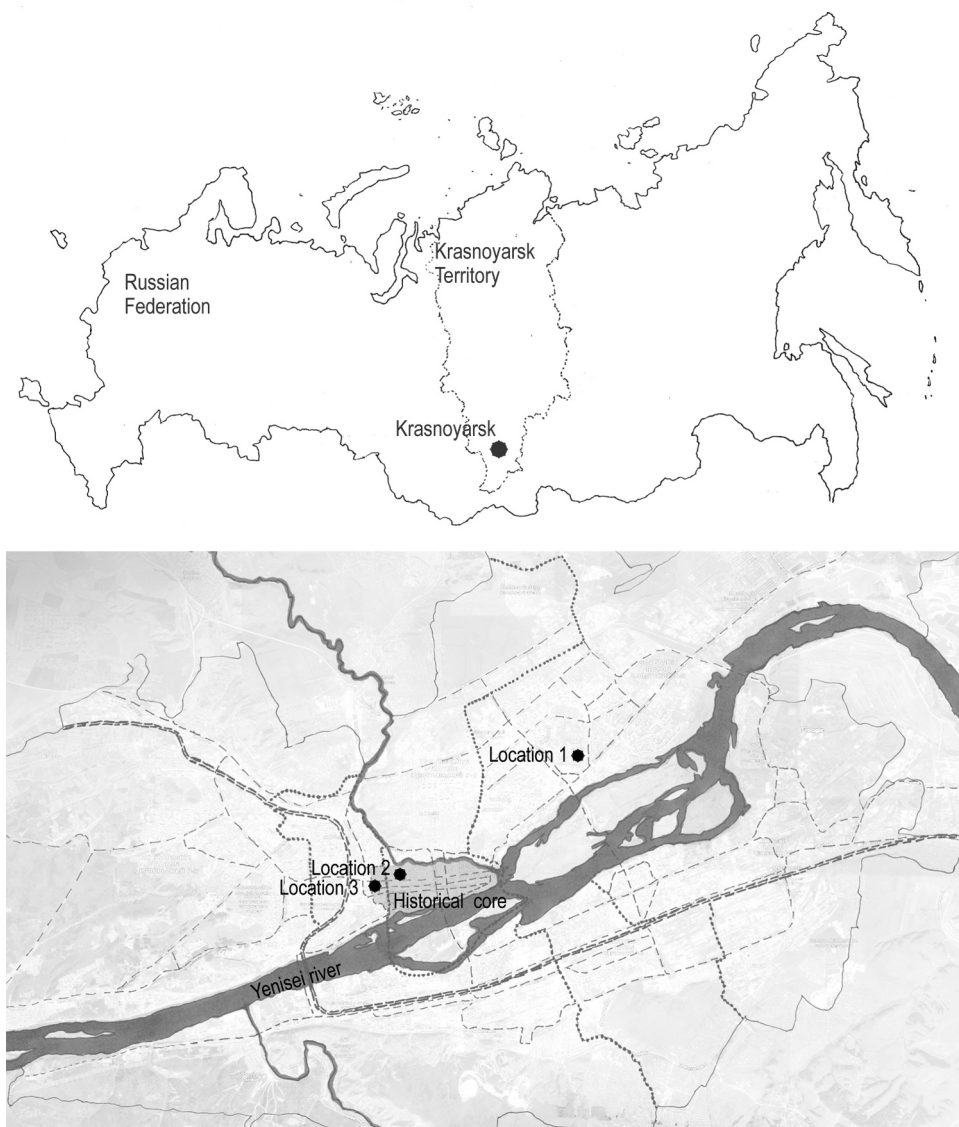 Krasnoyarsk
Territory
Russian
Federation
Krasnoyarsk
Location 1
Location 2
Location 3
Historical core
Yenisei river